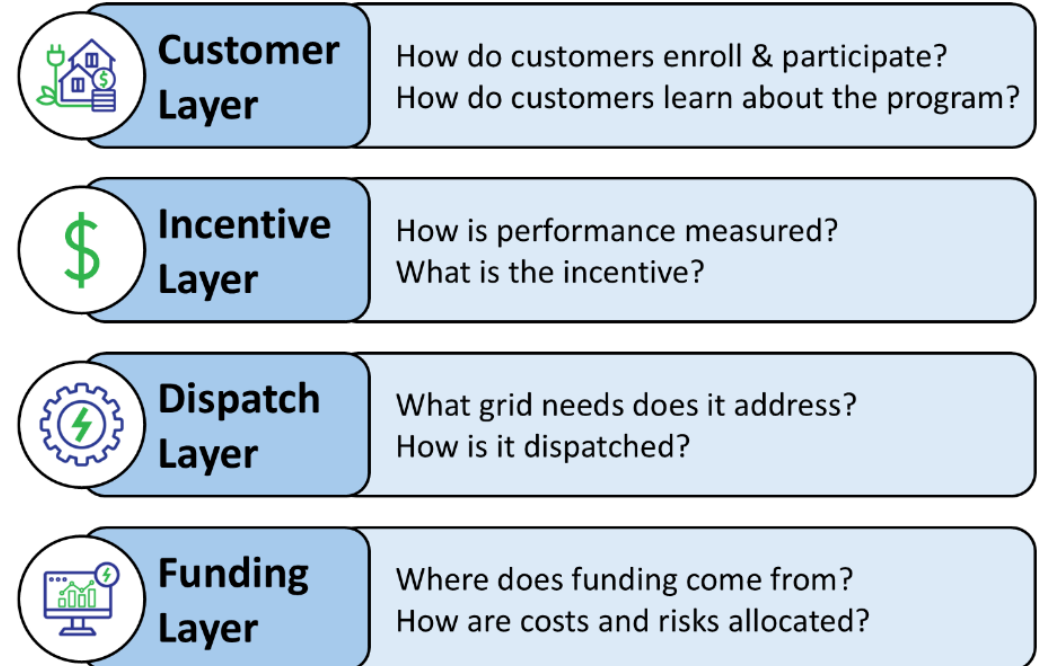 Customer
Layer
How do customers enroll & participate?
How do customers learn about the program?
$
Incentive
Layer
How is performance measured?
What is the incentive?
$
Dispatch
Layer
What grid needs does it address?
How is it dispatched?
Funding
Layer
Where does funding come from?
How are costs and risks allocated?